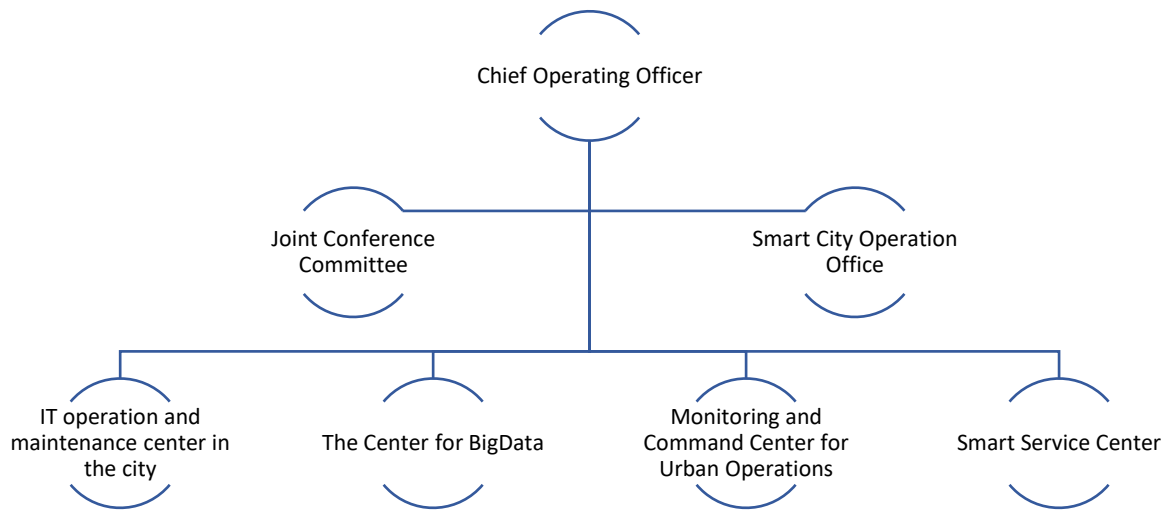 Chief Operating Officer
Joint Conference
Committee
Smart City Operation
Office
IT operation and
maintenance center in
the city
The Center for BigData
Monitoring and
Command Center for
Urban Operations
Smart Service Center